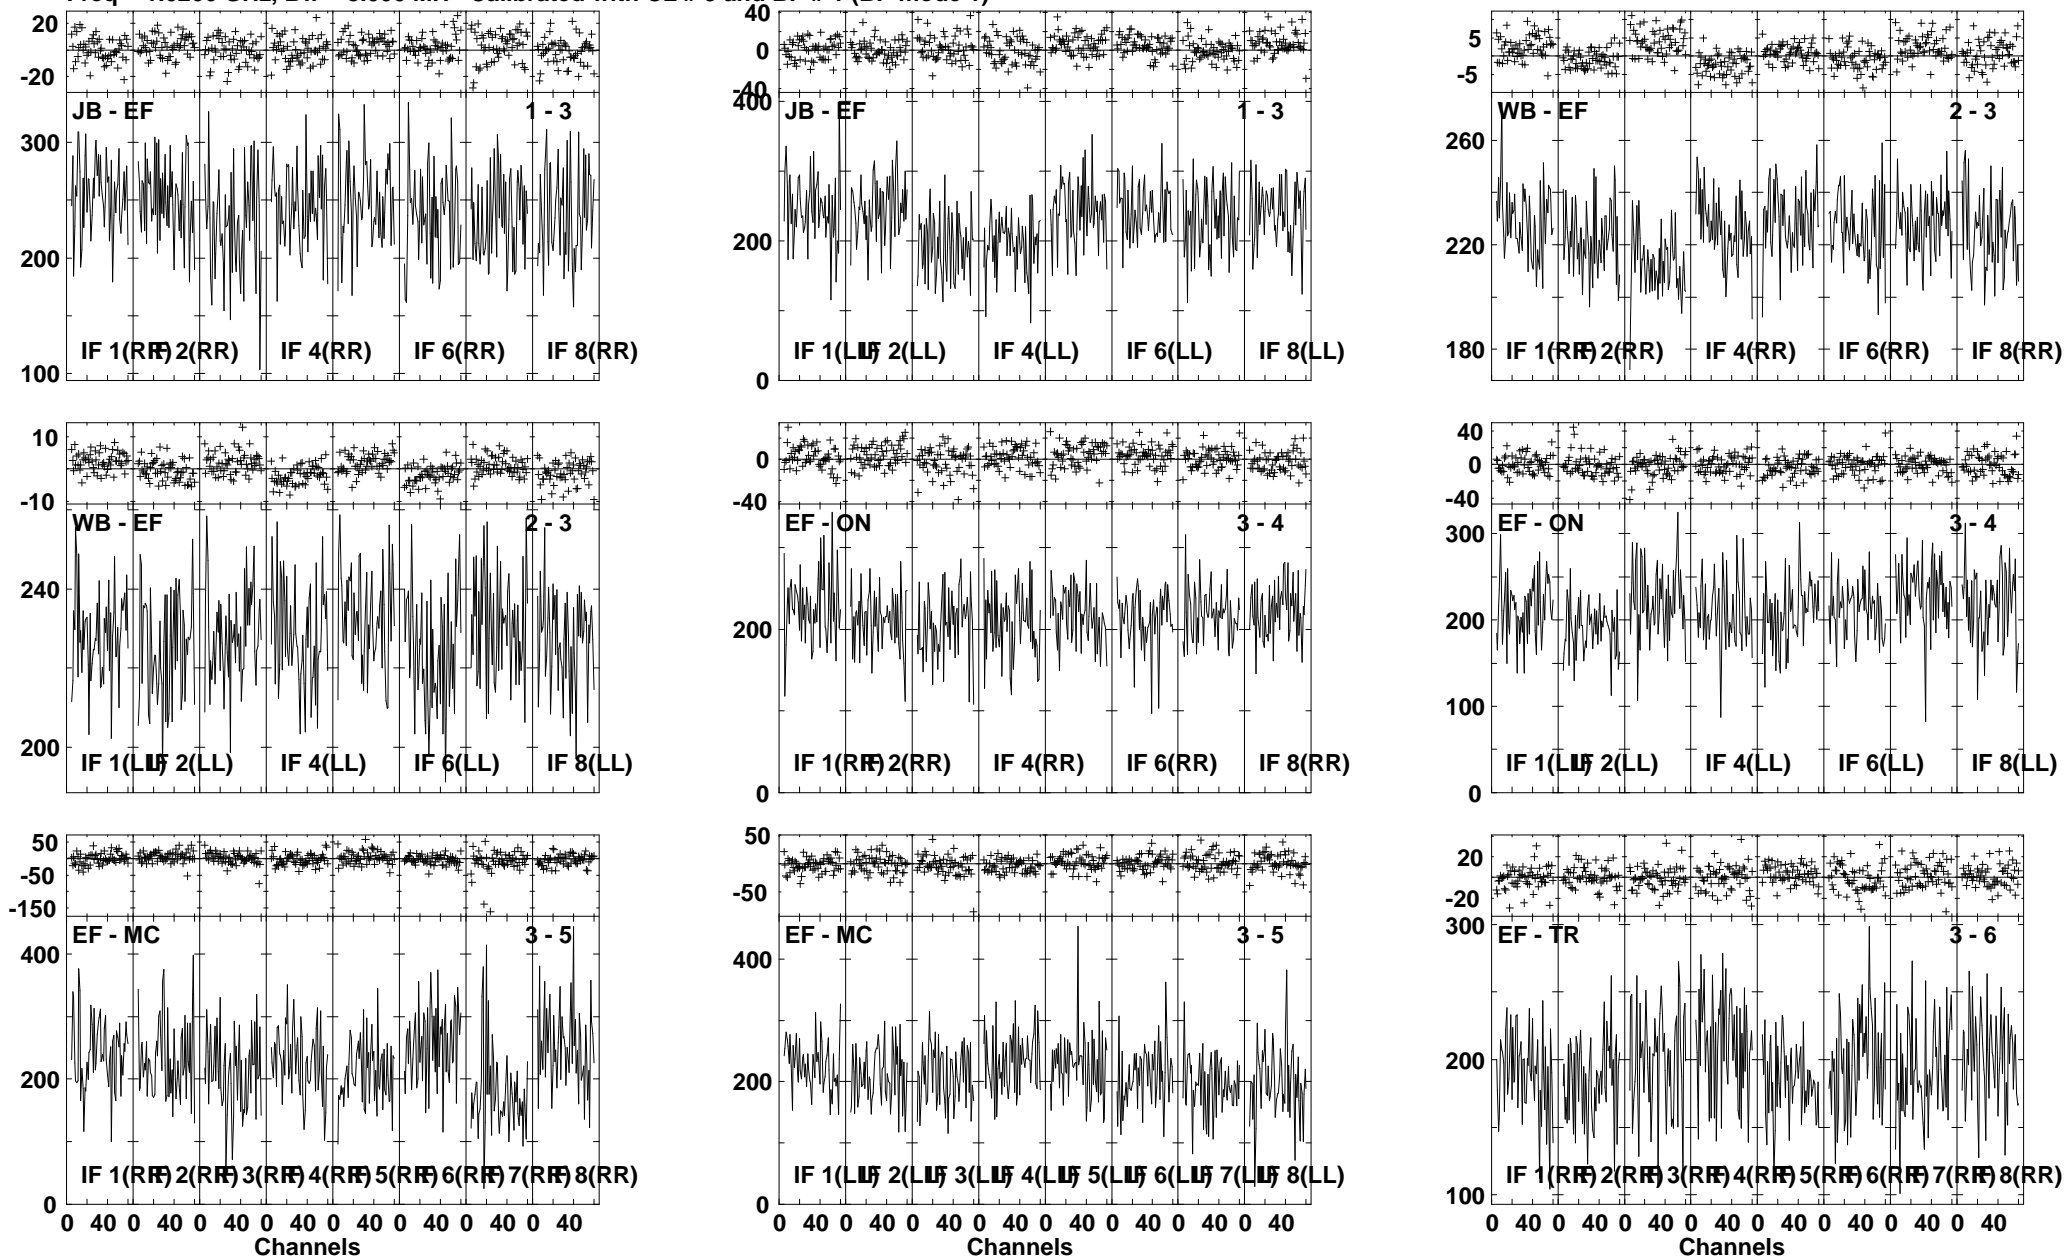 20 -20 40 0 -40 5 -5
JB - EF 1 - 3 JB - EF 1 - 3 WB - EF 2 - 3
300 200 100 400 200 0 260 220 180
IF 1(RR) IF 2(RR) IF 4(RR) IF 6(RR) IF 8(RR) IF 1(LL) IF 2(LL) IF 4(LL) IF 6(LL) IF 8(LL) IF 1(RR) IF 2(RR) IF 4(RR) IF 6(RR) IF 8(RR)
10 -10 0 -40 40 0 -40
WB - EF 2 - 3 EF - ON 3 - 4 EF - ON 3 - 4
240 200 200 0 300 200 100 0
IF 1(LL) IF 2(LL) IF 4(LL) IF 6(LL) IF 8(LL) IF 1(RR) IF 2(RR) IF 4(RR) IF 6(RR) IF 8(RR) IF 1(LL) IF 2(LL) IF 4(LL) IF 6(LL) IF 8(LL)
50 -50 -150 50 -50 20 -20
EF - MC 3 - 5 EF - MC 3 - 5 EF - TR 3 - 6
400 200 0 400 200 0 300 200 100
IF 1(RR) IF 2(RR) IF 3(RR) IF 4(RR) IF 5(RR) IF 6(RR) IF 7(RR) IF 8(RR) IF 1(LL) IF 2(LL) IF 3(LL) IF 4(LL) IF 5(LL) IF 6(LL) IF 7(LL) IF 8(LL) IF 1(RR) IF 2(RR) IF 3(RR) IF 4(RR) IF 5(RR) IF 6(RR) IF 7(RR) IF 8(RR)
0 40 0 40 0 40 0 40 0 40 0 40 0 40 0 40 0 40 0 40 0 40 0 40 0 40 0 40 0 40 0 40 0 40 0 40 0 40 0 40 0 40 0 40 0 40 0 40
Channels Channels Channels